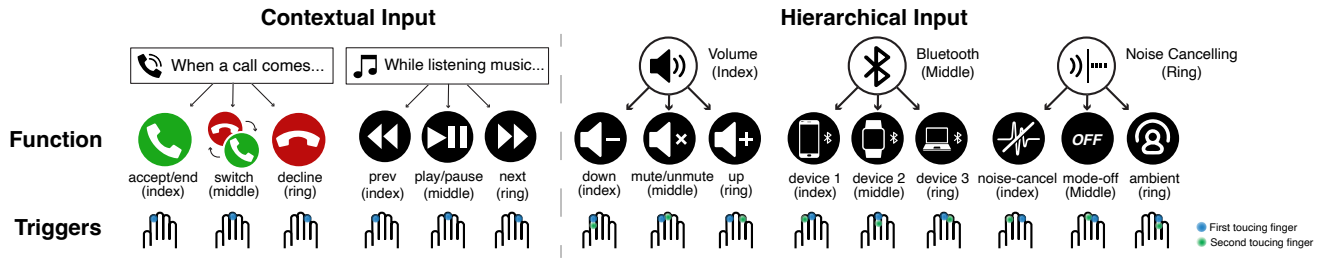 Contextual Input
Hierarchical Input
When a call comes...
While listening music...
Volume
(Index)
Bluetooth
(Middle)
Noise Cancelling
(Ring)
Function
OFF
accept/end
(index)
switch
(middle)
decline
(ring)
prev
(index)
play/pause
(middle)
next
(ring)
down
(index)
mute/unmute
(Middle)
up
(ring)
device 1
(index)
device 2
(middle)
device 3
(ring)
noise-cancel
(index)
mode-off
(Middle)
ambient
(ring)
Triggers
First toucing finger
Second toucing finger